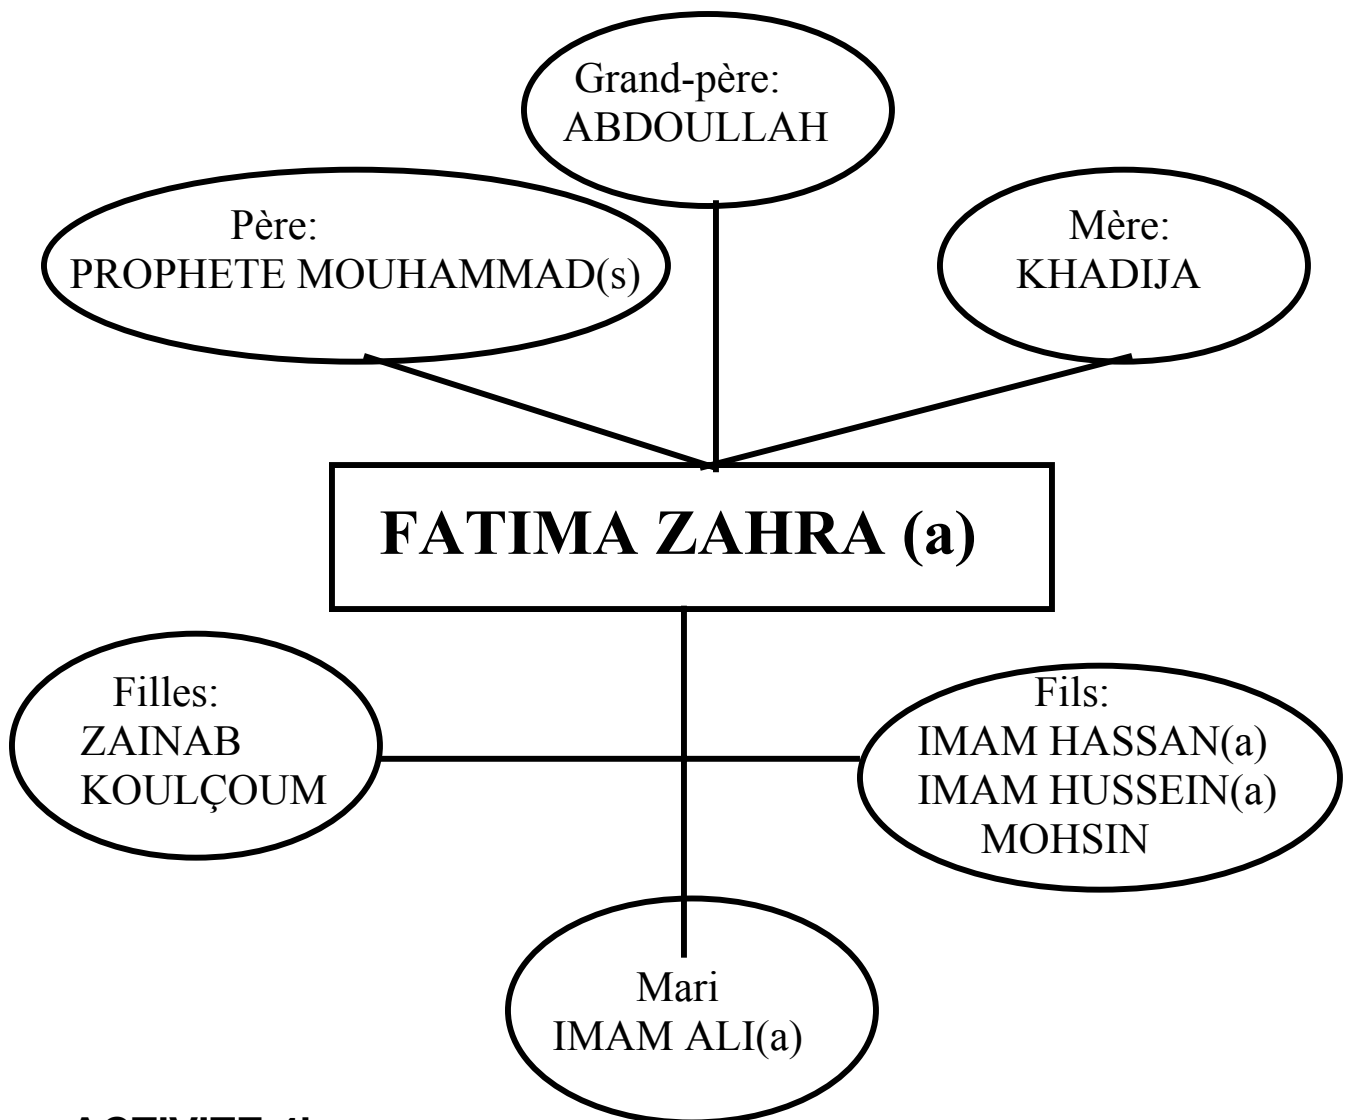 Grand-père:
ABDOULLAH
Père:
PROPHETE MOUHAMMAD(s)
Mère:
KHADIJA
FATIMA ZAHRA (a)
Filles:
ZAINAB
KOULÇOUM
Fils:
IMAM HASSAN(a)
IMAM HUSSEIN(a)
MOHSIN
Mari
IMAM ALI(a)